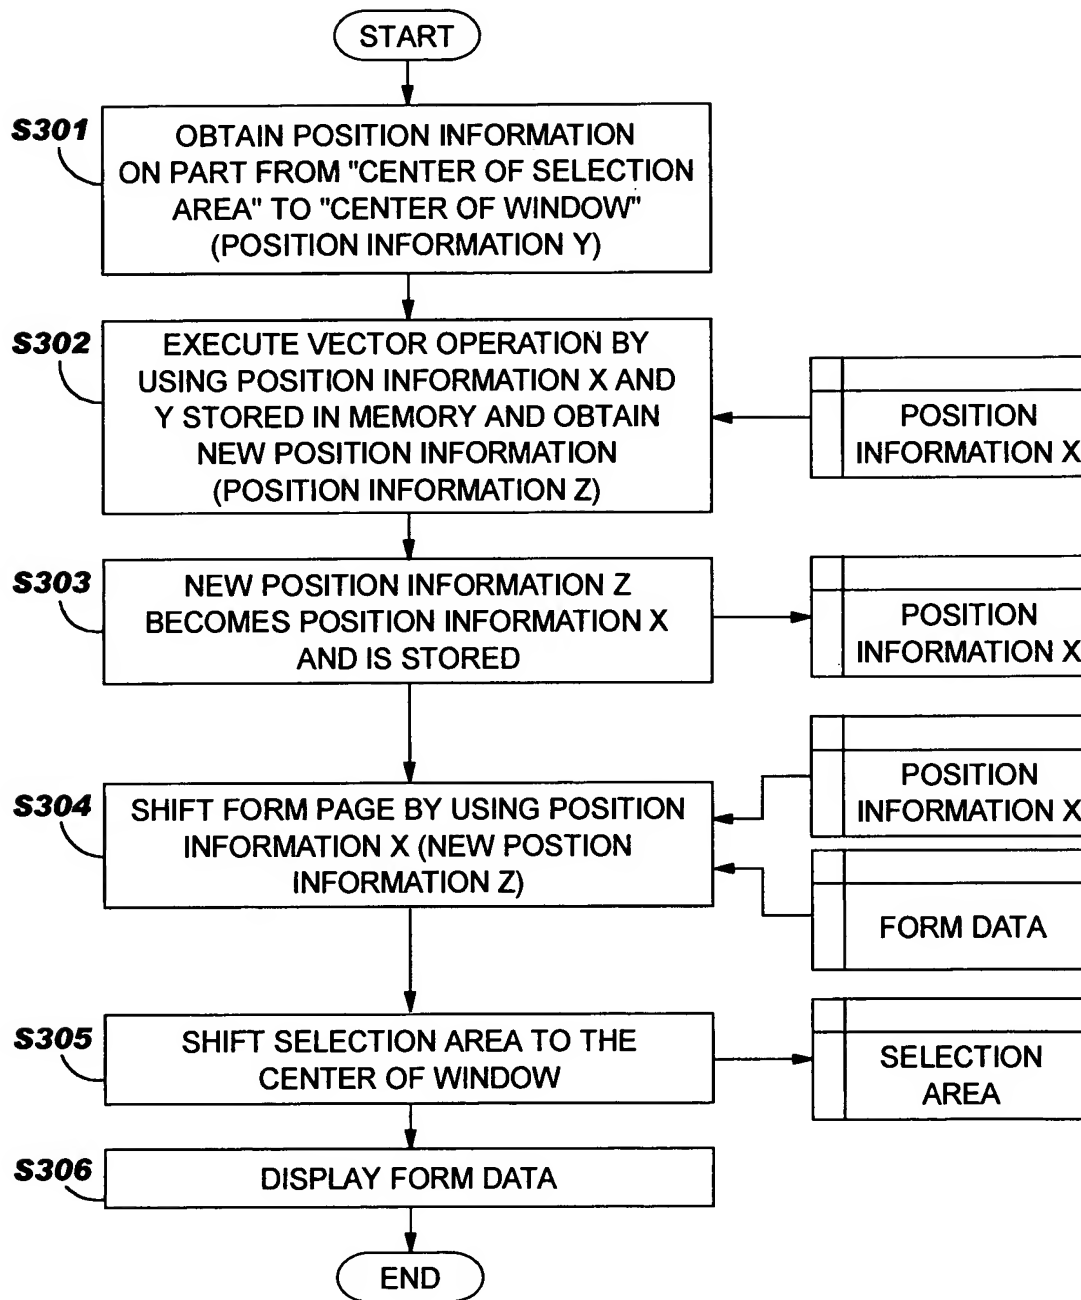 START
S301
OBTAIN POSITION INFORMATION
ON PART FROM "CENTER OF SELECTION
AREA" TO "CENTER OF WINDOW"
(POSITION INFORMATION Y)
S302
EXECUTE VECTOR OPERATION BY
USING POSITION INFORMATION X AND
Y STORED IN MEMORY AND OBTAIN
NEW POSITION INFORMATION
(POSITION INFORMATION Z)
POSITION
INFORMATION X
S303
NEW POSITION INFORMATION Z
BECOMES POSITION INFORMATION X
AND IS STORED
POSITION
INFORMATION X
S304
SHIFT FORM PAGE BY USING POSITION
INFORMATION X (NEW POSTION
INFORMATION Z)
POSITION
INFORMATION X
FORM DATA
S305
SHIFT SELECTION AREA TO THE
CENTER OF WINDOW
SELECTION
AREA
S306
DISPLAY FORM DATA
END